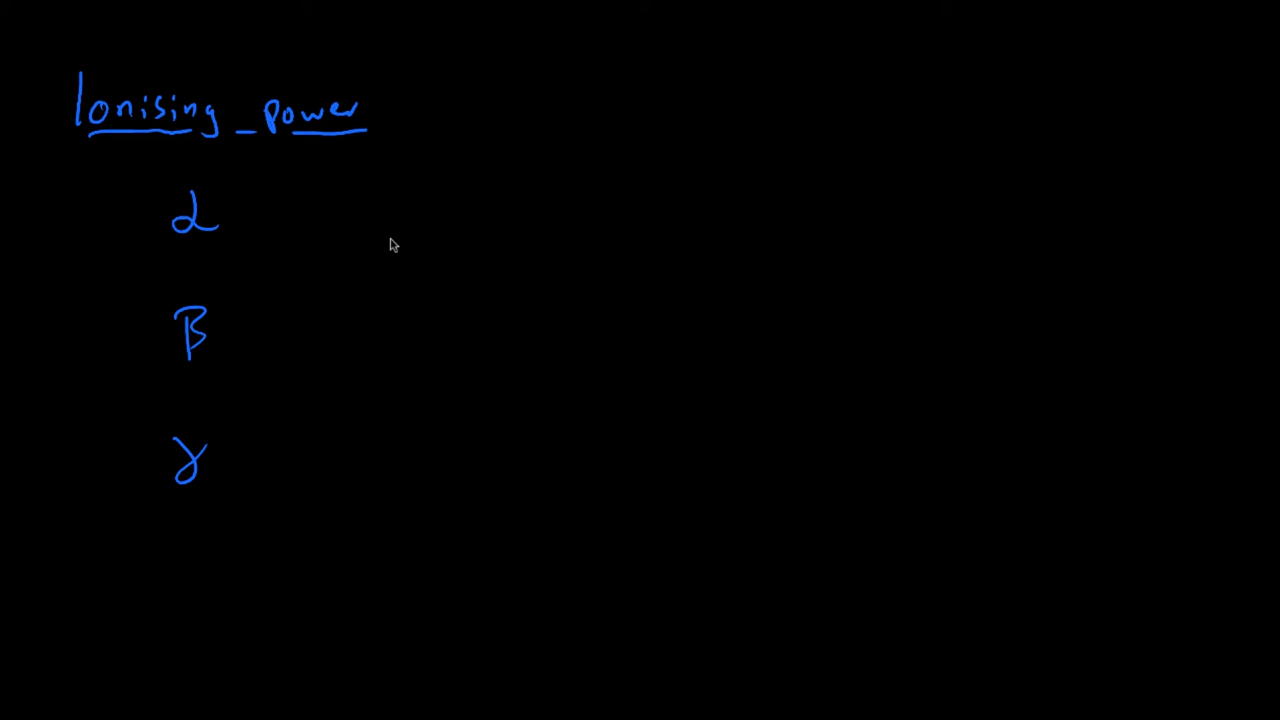 Ionising power
α
β
γ